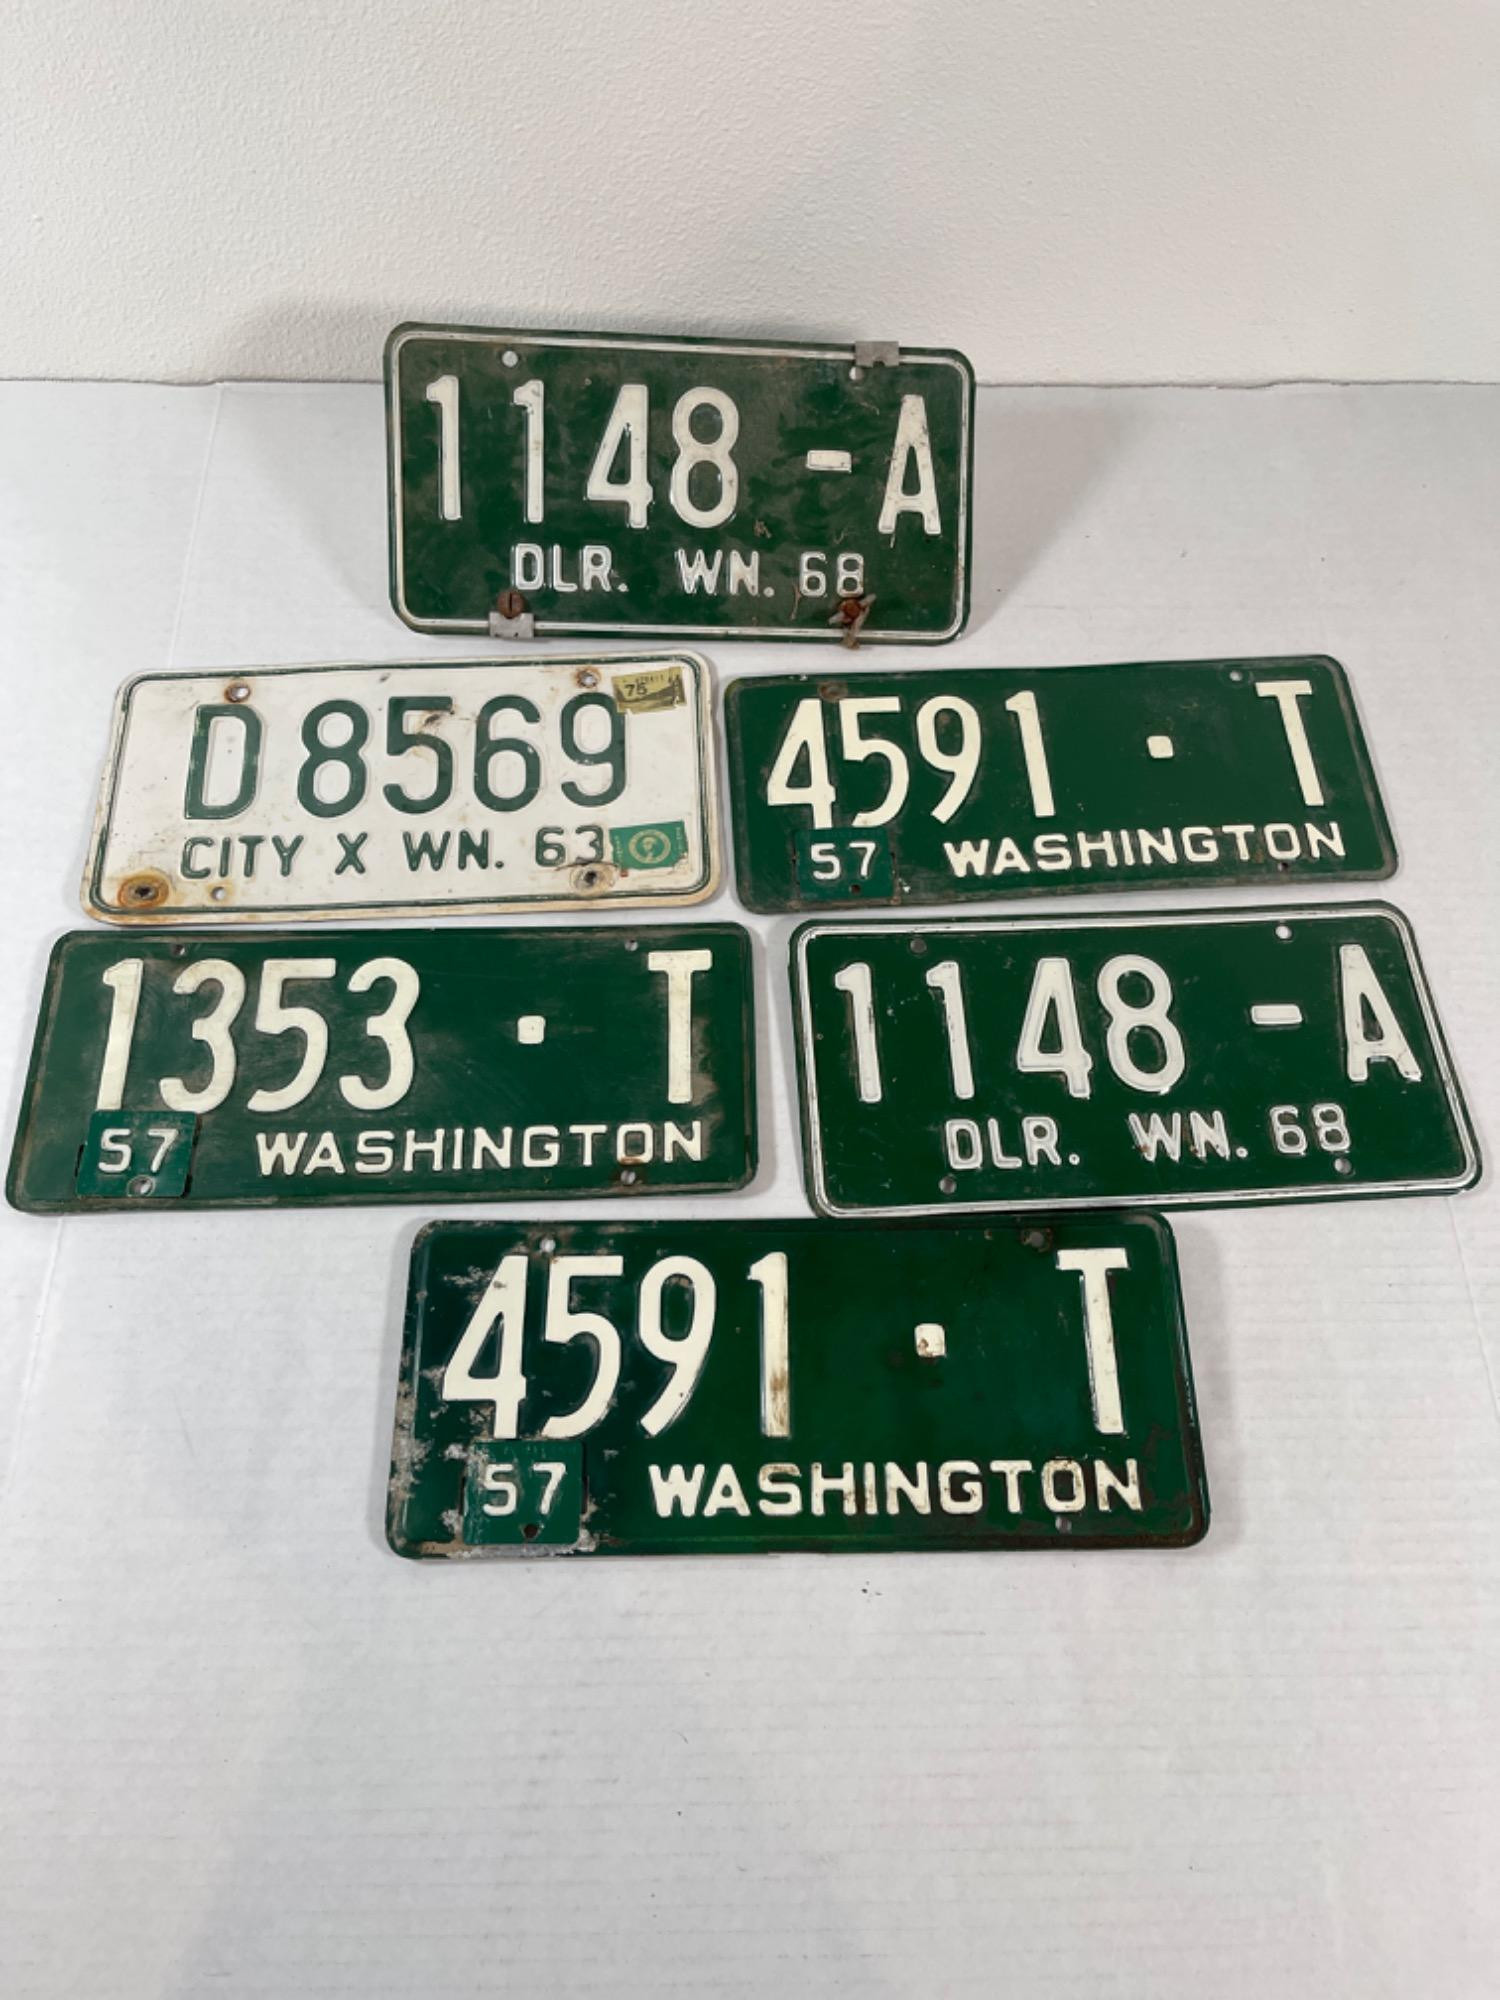 1148-A
DLR. WN. 68
75
D8569
CITY X WN. 63
4591·T
57 WASHINGTON
1353·T
57 WASHINGTON
1148-A
DLR. WN. 68
4591·T
57 WASHINGTON